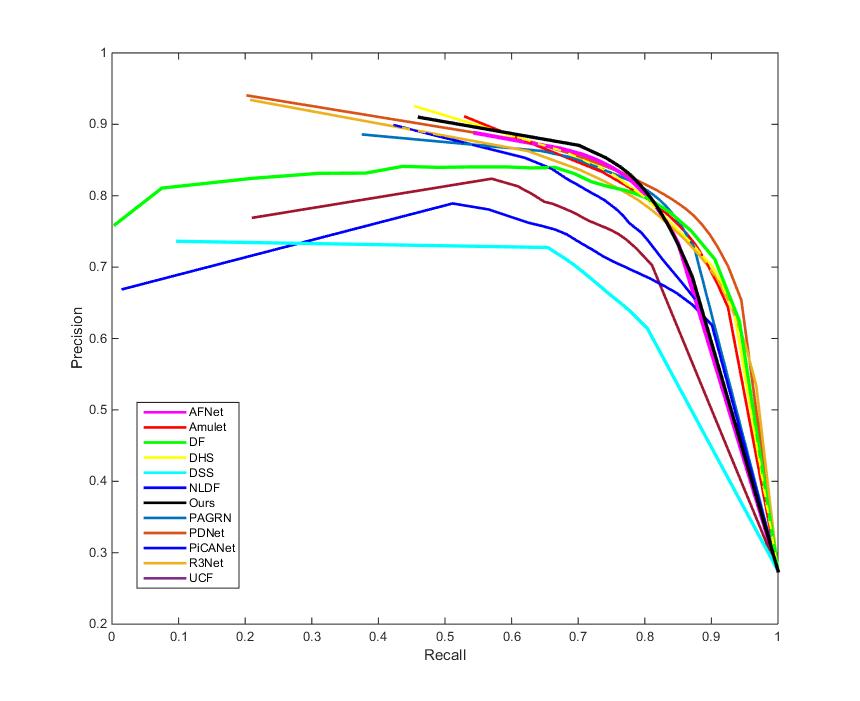 1
0.9
0.8
0.7
0.6
0.5
0.4
0.3
0.2
Precision
AFNet
Amulet
DF
DHS
DSS
NLDF
Ours
PAGRN
PDNet
PiCANet
R3Net
UCF
0 0.1 0.2 0.3 0.4 0.5 0.6 0.7 0.8 0.9 1
Recall